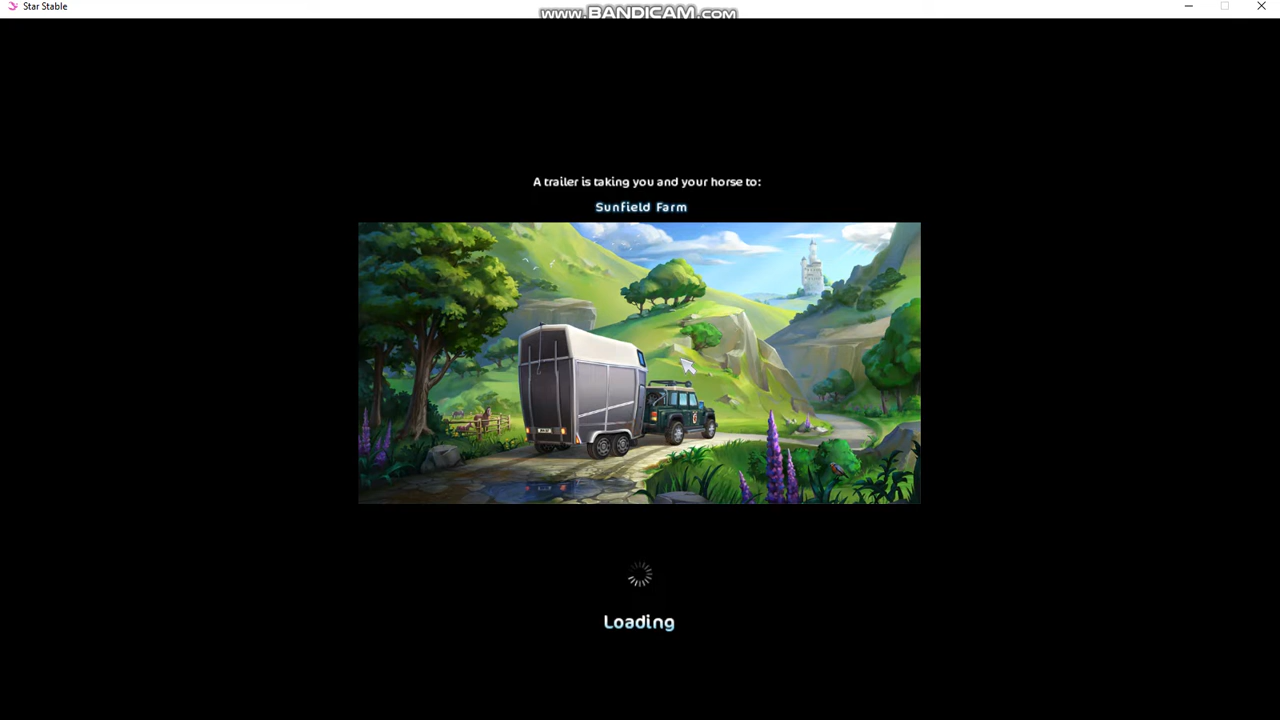 Star Stable
www.BANDICAM.com
A trailer is taking you and your horse to:
Sunfield Farm
Loading